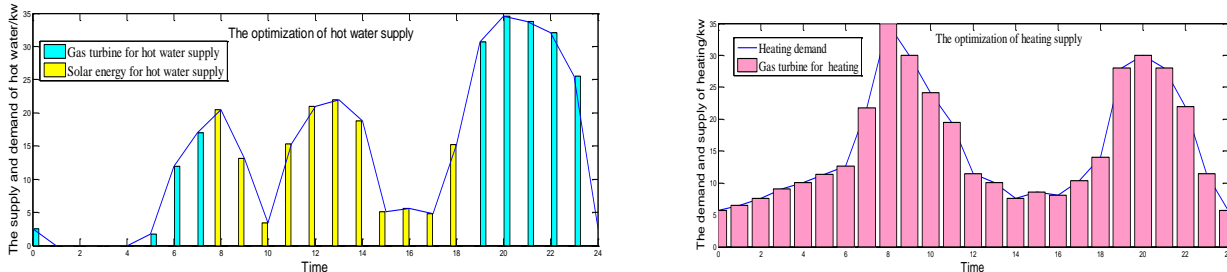 The optimization of hot water supply
Gas turbine for hot water supply
Solar energy for hot water supply
The supply and demand of hot water/kw
35
30
25
20
15
10
5
0
0 2 4 6 8 10 12 14 16 18 20 22 24
Time
The optimization of heating supply
Heating demand
Gas turbine for heating
The demand and supply of heating/kw
35
30
25
20
15
10
5
0
0 2 4 6 8 10 12 14 16 18 20 22 24
Time